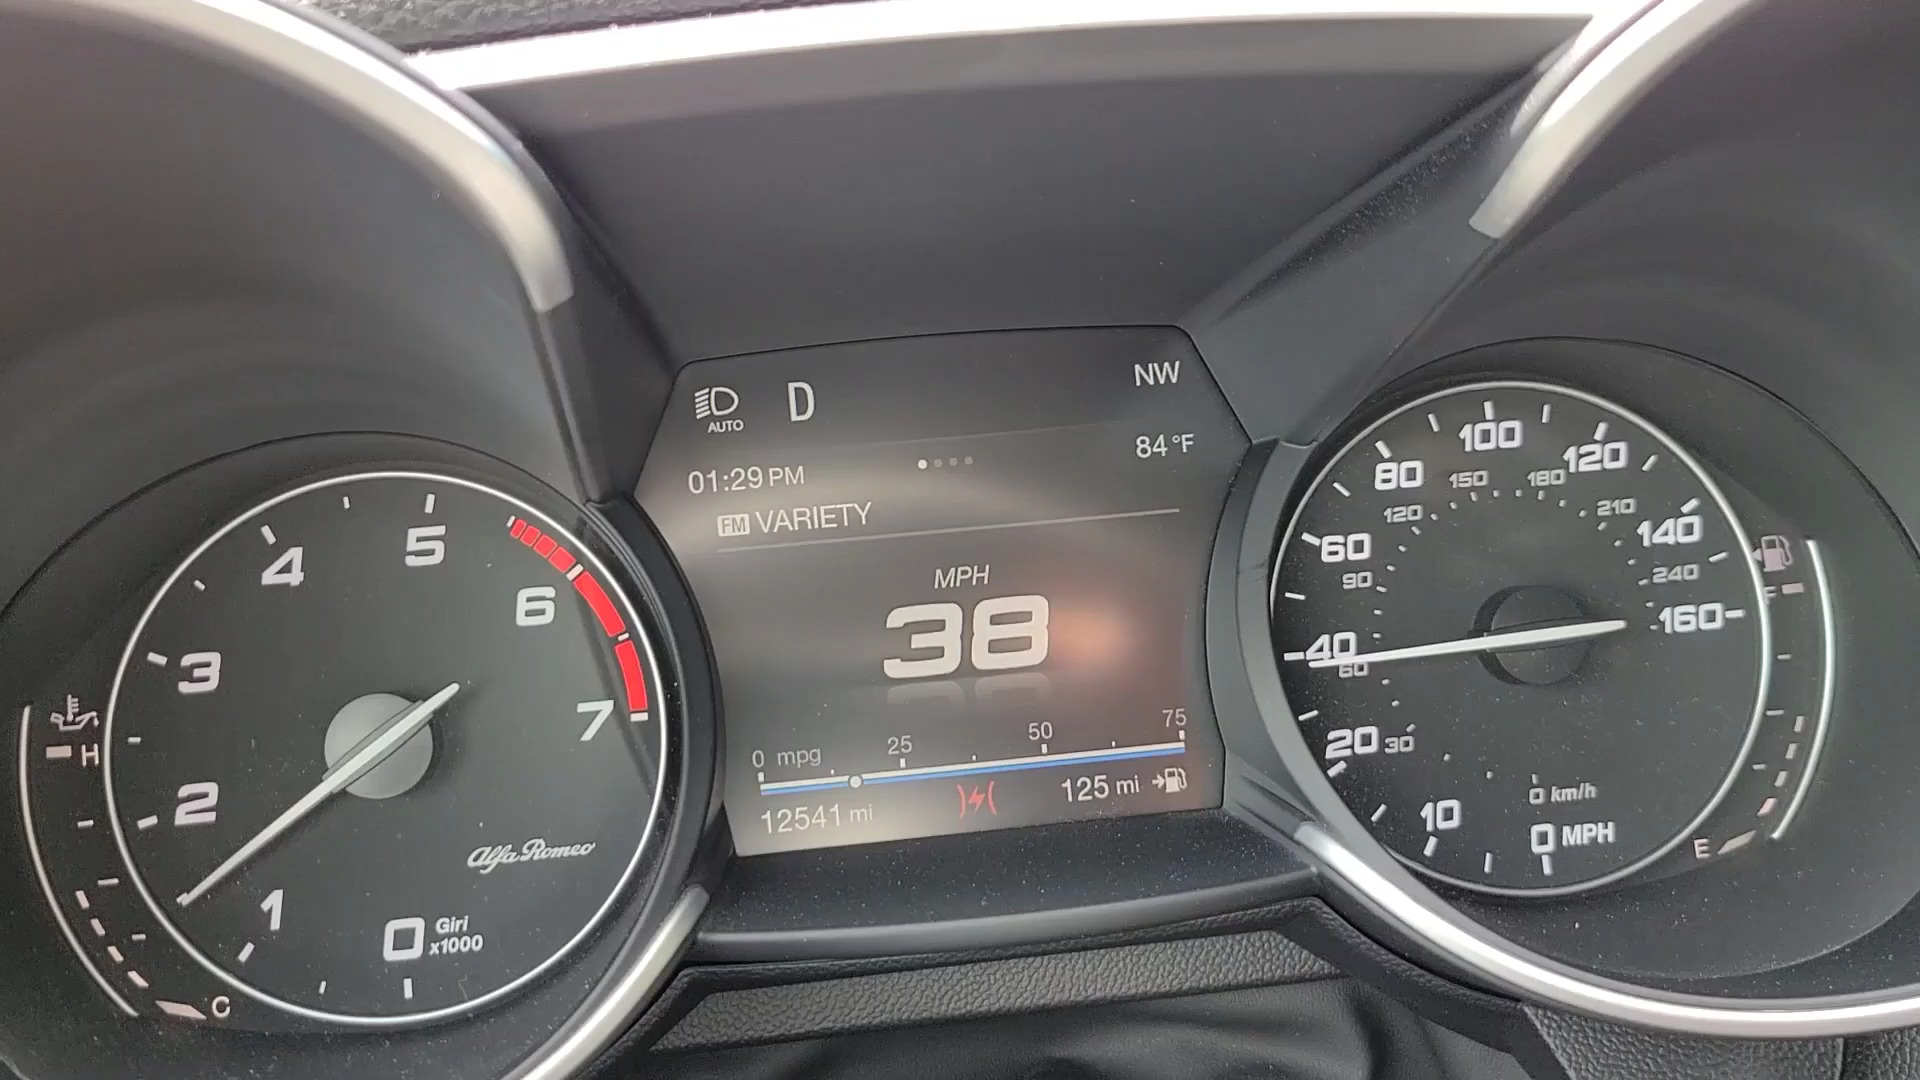 AUTO D NW
01:29 PM 84°F
FM VARIETY
MPH
38
0 mpg 25 50 75
12541 mi 125 mi
1
2
3
4
5
6
7
0 Giri x1000
Alfa Romeo
H
C
0 MPH
10
20
40
60
80
100
120
140
160
0 km/h
30
60
90
120
150
180
210
240
F
E